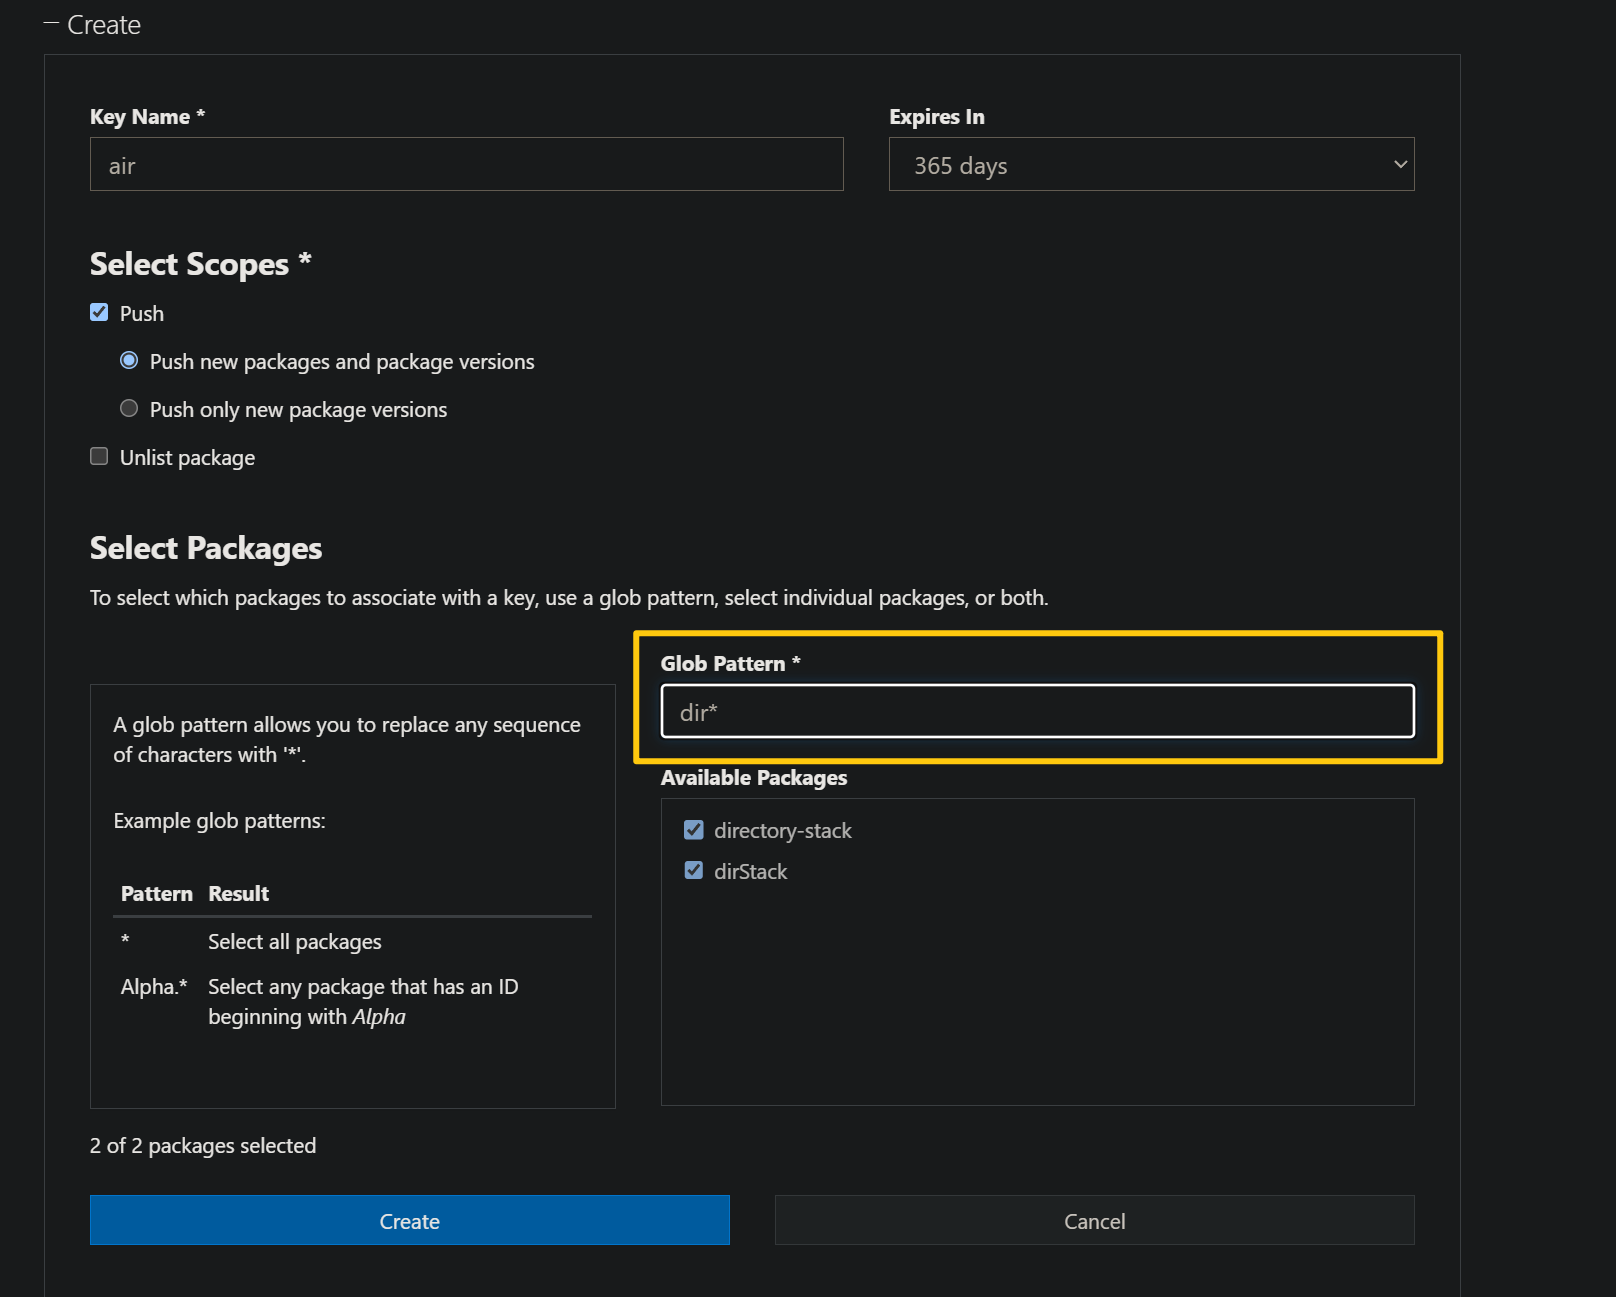 Create
Key Name *
Expires In
air
365 days
Select Scopes *
Push
Push new packages and package versions
Push only new package versions
Unlist package
Select Packages
To select which packages to associate with a key, use a glob pattern, select individual packages, or both.
A glob pattern allows you to replace any sequence
of characters with '*'.
Example glob patterns:
Pattern Result
* Select all packages
Alpha.* Select any package that has an ID
beginning with Alpha
Glob Pattern *
dir*
Available Packages
directory-stack
dirStack
2 of 2 packages selected
Create
Cancel